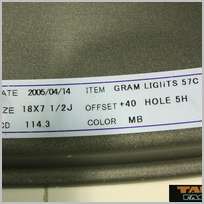 ATE 2005/04/14 ITEM GRAM LIGHTS 57C
ZE 18X7 1/2J OFFSET +40 HOLE 5H
CD 114.3 COLOR MB